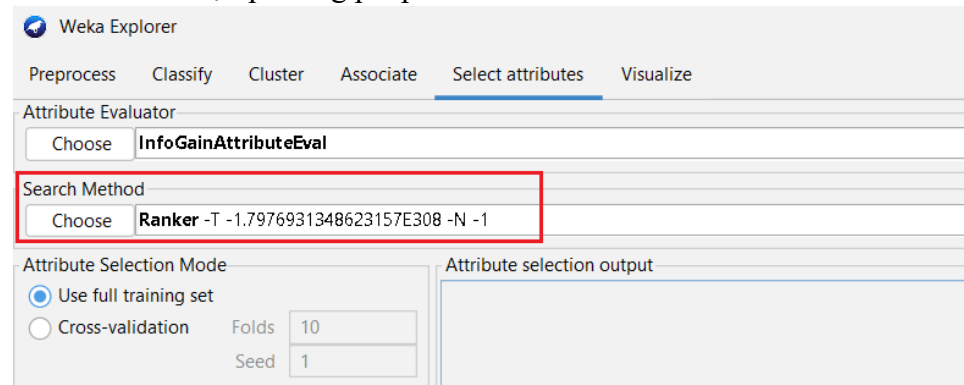 Weka Explorer
Preprocess Classify Cluster Associate Select attributes Visualize
Attribute Evaluator
Choose InfoGainAttributeEval
Search Method
Choose Ranker -T -1.7976931348623157E308 -N -1
Attribute Selection Mode
Use full training set
Cross-validation Folds 10
Seed 1
Attribute selection output